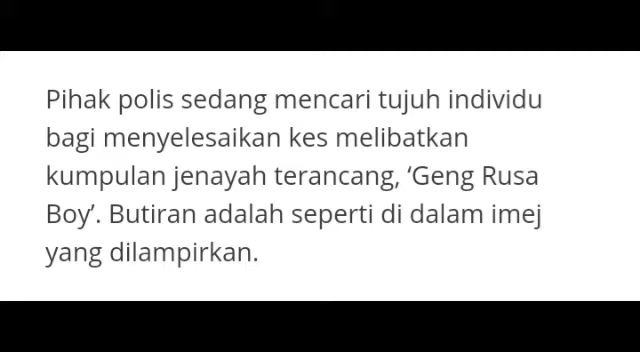 Pihak polis sedang mencari tujuh individu
bagi menyelesaikan kes melibatkan
kumpulan jenayah terancang, ‘Geng Rusa
Boy’. Butiran adalah seperti di dalam imej
yang dilampirkan.